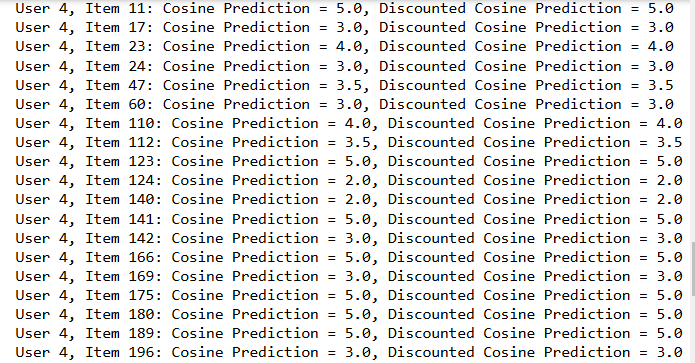 User 4, Item 11: Cosine Prediction = 5.0, Discounted Cosine Prediction = 5.0
User 4, Item 17: Cosine Prediction = 3.0, Discounted Cosine Prediction = 3.0
User 4, Item 23: Cosine Prediction = 4.0, Discounted Cosine Prediction = 4.0
User 4, Item 24: Cosine Prediction = 3.0, Discounted Cosine Prediction = 3.0
User 4, Item 47: Cosine Prediction = 3.5, Discounted Cosine Prediction = 3.5
User 4, Item 60: Cosine Prediction = 3.0, Discounted Cosine Prediction = 3.0
User 4, Item 110: Cosine Prediction = 4.0, Discounted Cosine Prediction = 4.0
User 4, Item 112: Cosine Prediction = 3.5, Discounted Cosine Prediction = 3.5
User 4, Item 123: Cosine Prediction = 5.0, Discounted Cosine Prediction = 5.0
User 4, Item 124: Cosine Prediction = 2.0, Discounted Cosine Prediction = 2.0
User 4, Item 140: Cosine Prediction = 2.0, Discounted Cosine Prediction = 2.0
User 4, Item 141: Cosine Prediction = 5.0, Discounted Cosine Prediction = 5.0
User 4, Item 142: Cosine Prediction = 3.0, Discounted Cosine Prediction = 3.0
User 4, Item 166: Cosine Prediction = 5.0, Discounted Cosine Prediction = 5.0
User 4, Item 169: Cosine Prediction = 3.0, Discounted Cosine Prediction = 3.0
User 4, Item 175: Cosine Prediction = 5.0, Discounted Cosine Prediction = 5.0
User 4, Item 180: Cosine Prediction = 5.0, Discounted Cosine Prediction = 5.0
User 4, Item 189: Cosine Prediction = 5.0, Discounted Cosine Prediction = 5.0
User 4, Item 196: Cosine Prediction = 3.0, Discounted Cosine Prediction = 3.0